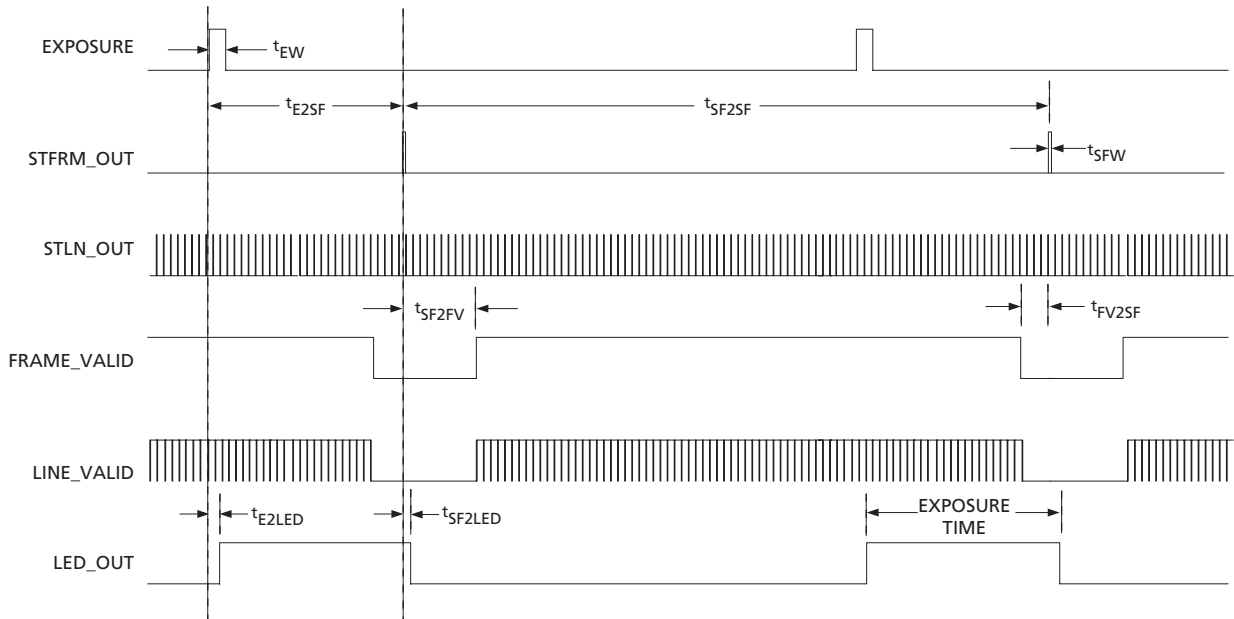 EXPOSURE
tEW
tE2SF
tSF2SF
STFRM_OUT
tSFW
STLN_OUT
tSF2FV
tFV2SF
FRAME_VALID
LINE_VALID
tE2LED
tSF2LED
EXPOSURE
TIME
LED_OUT